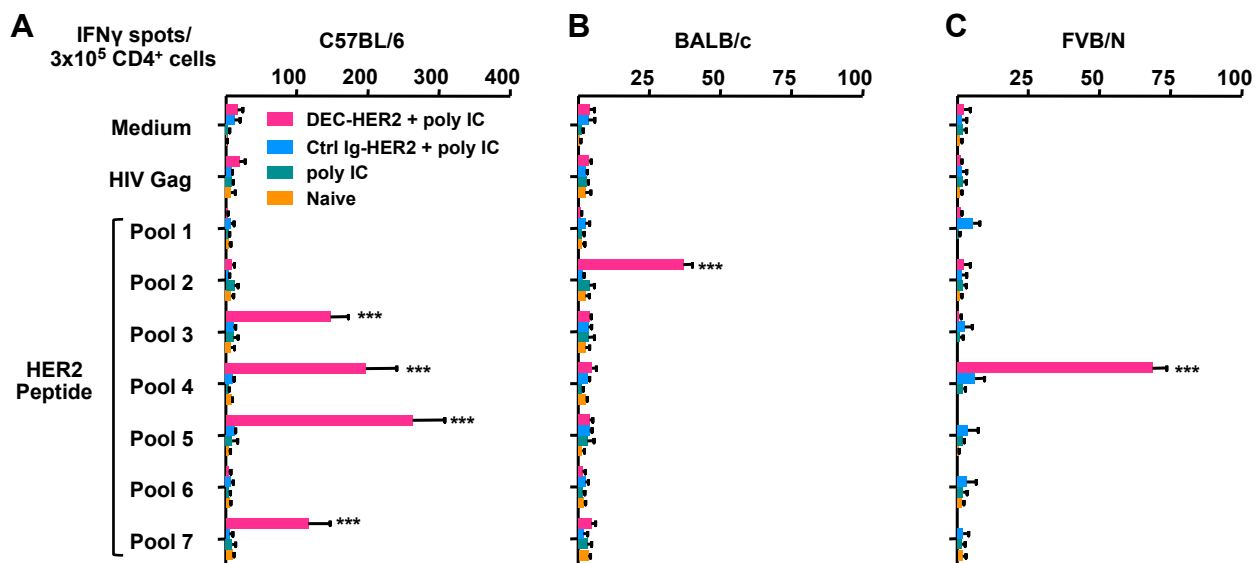 A
IFNγ spots/
3x10⁵ CD4⁺ cells
C57BL/6
100 200 300 400
B
BALB/c
25 50 75 100
C
FVB/N
25 50 75 100
DEC-HER2 + poly IC
Ctrl Ig-HER2 + poly IC
poly IC
Naive
Medium
HIV Gag
HER2
Peptide
Pool 1
Pool 2
***
Pool 3
***
Pool 4
*** ***
Pool 5
***
Pool 6
Pool 7
***